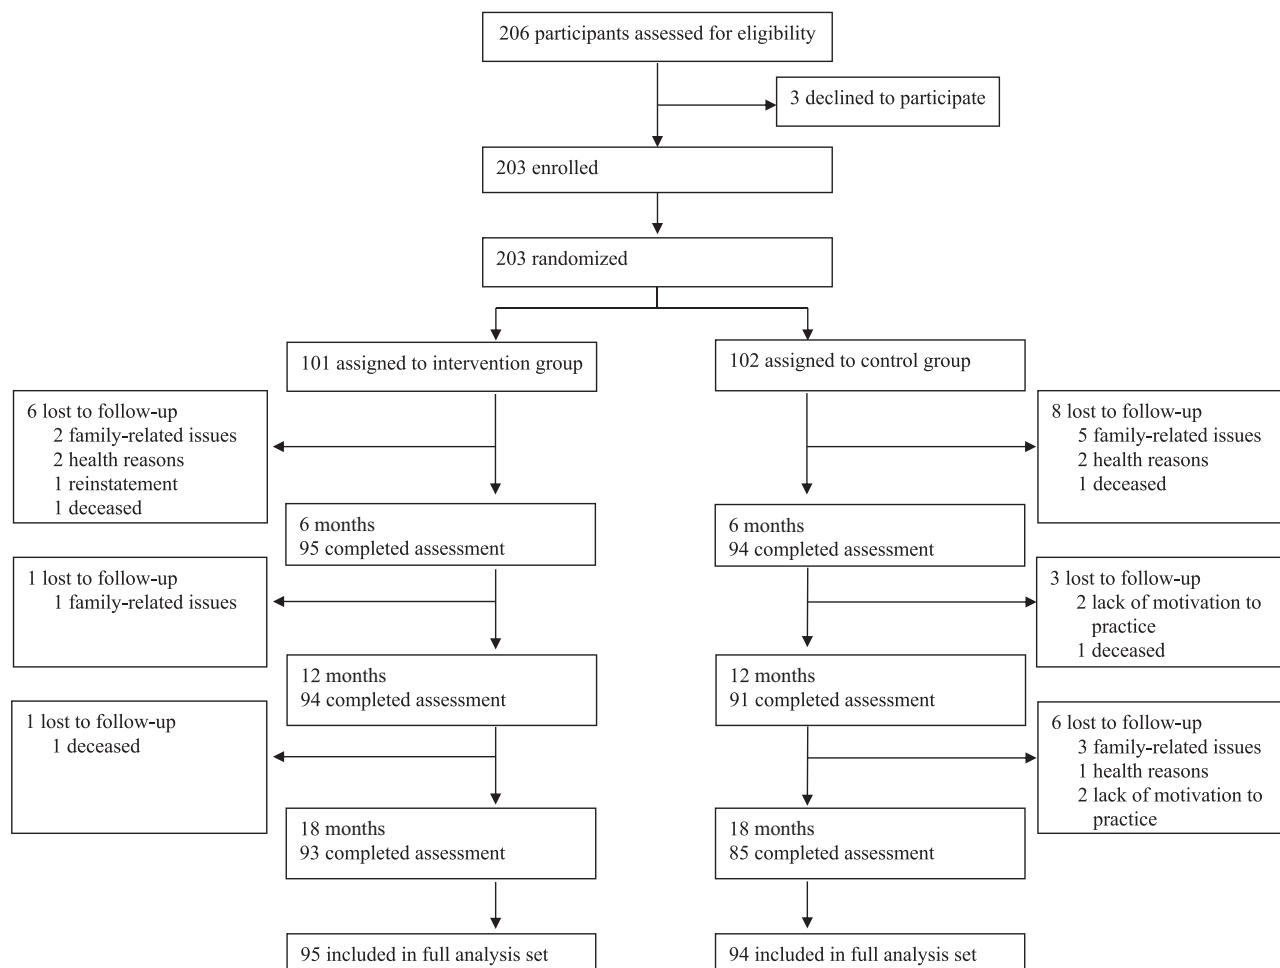 206 participants assessed for eligibility
3 declined to participate
203 enrolled
203 randomized
101 assigned to intervention group
102 assigned to control group
6 lost to follow-up
2 family-related issues
2 health reasons
1 reinstatement
1 deceased
8 lost to follow-up
5 family-related issues
2 health reasons
1 deceased
6 months
95 completed assessment
6 months
94 completed assessment
1 lost to follow-up
1 family-related issues
3 lost to follow-up
2 lack of motivation to
practice
1 deceased
12 months
94 completed assessment
12 months
91 completed assessment
1 lost to follow-up
1 deceased
6 lost to follow-up
3 family-related issues
1 health reasons
2 lack of motivation to
practice
18 months
93 completed assessment
18 months
85 completed assessment
95 included in full analysis set
94 included in full analysis set